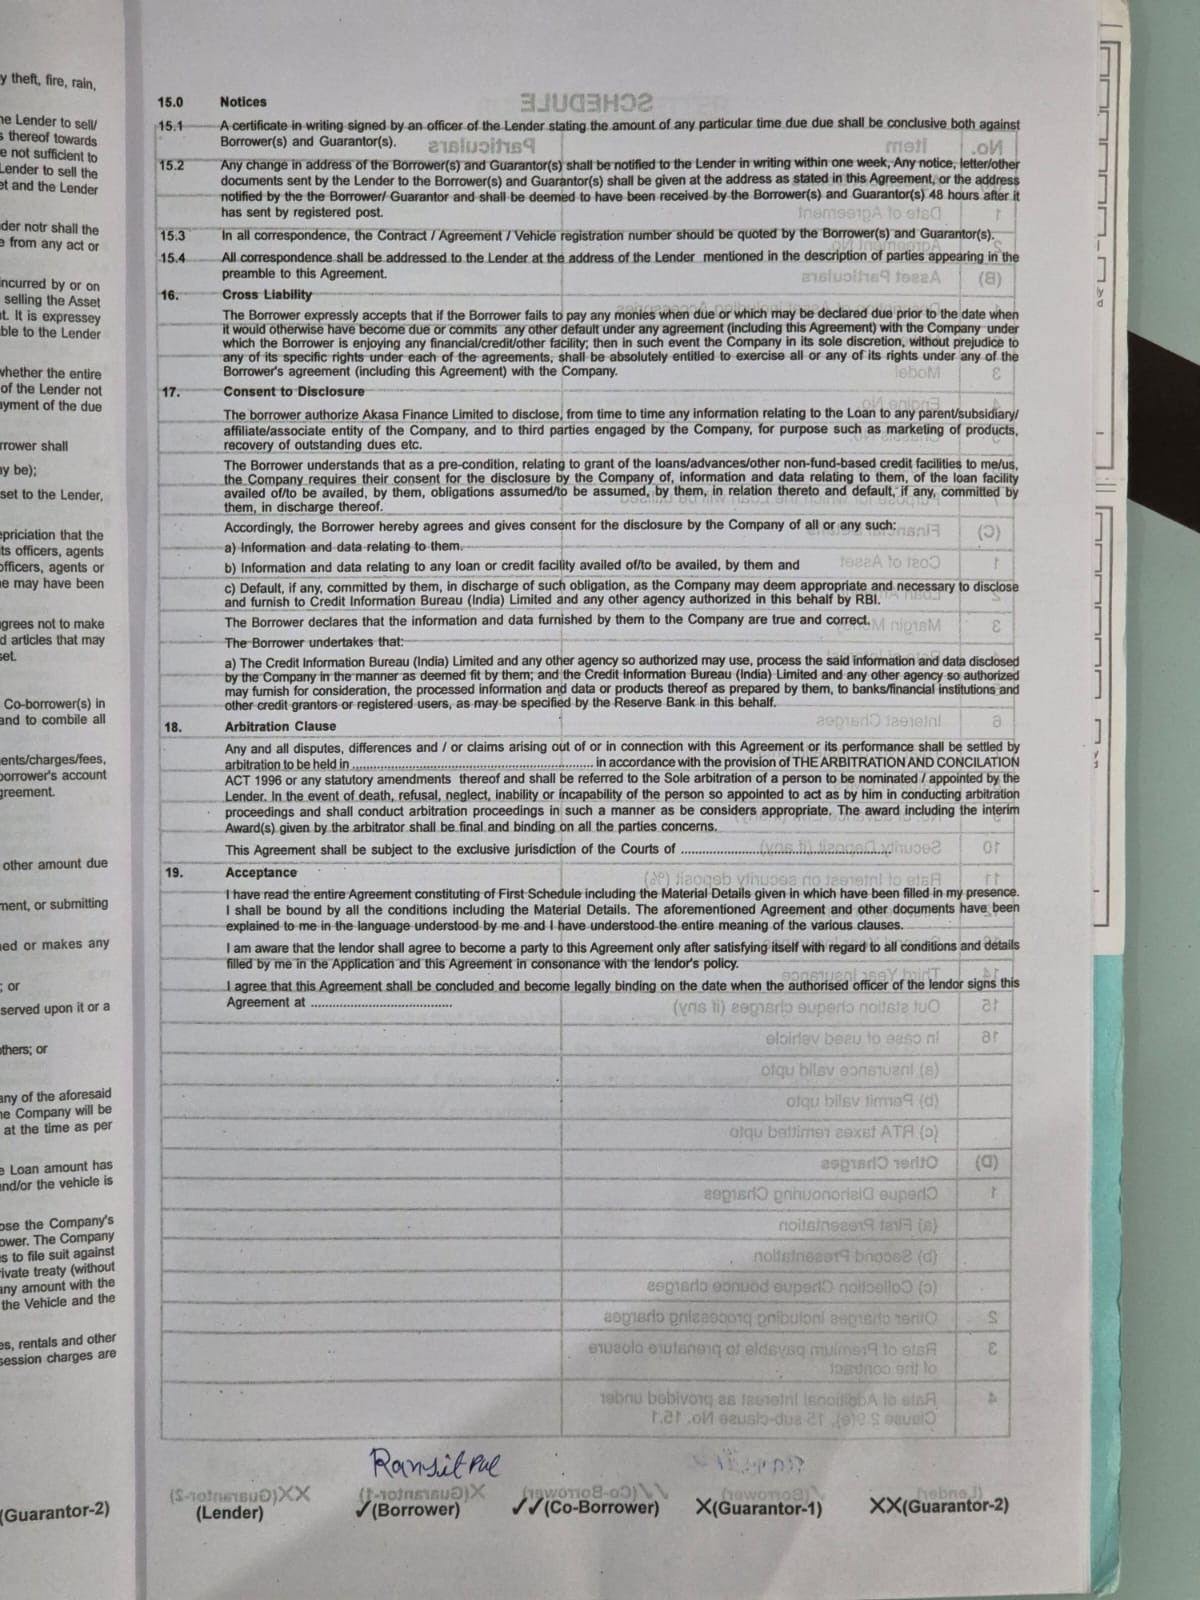 y theft, fire, rain,
ne Lender to sell/
s thereof towards
e not sufficient to
Lender to sell the
et and the Lender
der notr shall the
e from any act or
incurred by or on
selling the Asset
nt. It is expressey
ble to the Lender
whether the entire
of the Lender not
ayment of the due
rrower shall
ay be);
set to the Lender,
epriciation that the
its officers, agents
officers, agents or
ne may have been
agrees not to make
d articles that may
set.
Co-borrower(s) in
and to combile all
ents/charges/fees,
borrower's account
greement.
other amount due
ment, or submitting
ned or makes any
; or
served upon it or a
others; or
any of the aforesaid
he Company will be
at the time as per
e Loan amount has
and/or the vehicle is
ose the Company's
ower. The Company
s to file suit against
rivate treaty (without
any amount with the
the Vehicle and the
es, rentals and other
session charges are
(Guarantor-2)
15.0 Notices
15.1 A certificate in writing signed by an officer of the Lender stating the amount of any particular time due due shall be conclusive both against
Borrower(s) and Guarantor(s).
15.2 Any change in address of the Borrower(s) and Guarantor(s) shall be notified to the Lender in writing within one week, Any notice, letter/other
documents sent by the Lender to the Borrower(s) and Guarantor(s) shall be given at the address as stated in this Agreement, or the address
notified by the the Borrower/ Guarantor and shall be deemed to have been received by the Borrower(s) and Guarantor(s) 48 hours after it
has sent by registered post.
15.3 In all correspondence, the Contract / Agreement / Vehicle registration number should be quoted by the Borrower(s) and Guarantor(s).
15.4 All correspondence shall be addressed to the Lender at the address of the Lender mentioned in the description of parties appearing in the
preamble to this Agreement.
16. Cross Liability
The Borrower expressly accepts that if the Borrower fails to pay any monies when due or which may be declared due prior to the date when
it would otherwise have become due or commits any other default under any agreement (including this Agreement) with the Company under
which the Borrower is enjoying any financial/credit/other facility; then in such event the Company in its sole discretion, without prejudice to
any of its specific rights under each of the agreements, shall be absolutely entitled to exercise all or any of its rights under any of the
Borrower's agreement (including this Agreement) with the Company.
17. Consent to Disclosure
The borrower authorize Akasa Finance Limited to disclose, from time to time any information relating to the Loan to any parent/subsidiary/
affiliate/associate entity of the Company, and to third parties engaged by the Company, for purpose such as marketing of products,
recovery of outstanding dues etc.
The Borrower understands that as a pre-condition, relating to grant of the loans/advances/other non-fund-based credit facilities to me/us,
the Company requires their consent for the disclosure by the Company of, information and data relating to them, of the loan facility
availed of/to be availed, by them, obligations assumed/to be assumed, by them, in relation thereto and default, if any, committed by
them, in discharge thereof.
Accordingly, the Borrower hereby agrees and gives consent for the disclosure by the Company of all or any such:
a) Information and data relating to them.
b) Information and data relating to any loan or credit facility availed of/to be availed, by them and
c) Default, if any, committed by them, in discharge of such obligation, as the Company may deem appropriate and necessary to disclose
and furnish to Credit Information Bureau (India) Limited and any other agency authorized in this behalf by RBI.
The Borrower declares that the information and data furnished by them to the Company are true and correct.
The Borrower undertakes that:
a) The Credit Information Bureau (India) Limited and any other agency so authorized may use, process the said information and data disclosed
by the Company in the manner as deemed fit by them; and the Credit Information Bureau (India) Limited and any other agency so authorized
may furnish for consideration, the processed information and data or products thereof as prepared by them, to banks/financial institutions and
other credit grantors or registered users, as may be specified by the Reserve Bank in this behalf.
18. Arbitration Clause
Any and all disputes, differences and / or claims arising out of or in connection with this Agreement or its performance shall be settled by
arbitration to be held in ............................................................ in accordance with the provision of THE ARBITRATION AND CONCILATION
ACT 1996 or any statutory amendments thereof and shall be referred to the Sole arbitration of a person to be nominated / appointed by the
Lender. In the event of death, refusal, neglect, inability or incapability of the person so appointed to act as by him in conducting arbitration
proceedings and shall conduct arbitration proceedings in such a manner as be considers appropriate. The award including the interim
Award(s) given by the arbitrator shall be final and binding on all the parties concerns.
This Agreement shall be subject to the exclusive jurisdiction of the Courts of ....................................................
19. Acceptance
I have read the entire Agreement constituting of First Schedule including the Material Details given in which have been filled in my presence.
I shall be bound by all the conditions including the Material Details. The aforementioned Agreement and other documents have been
explained to me in the language understood by me and I have understood the entire meaning of the various clauses.
I am aware that the lendor shall agree to become a party to this Agreement only after satisfying itself with regard to all conditions and details
filled by me in the Application and this Agreement in consonance with the lendor's policy.
I agree that this Agreement shall be concluded and become legally binding on the date when the authorised officer of the lendor signs this
Agreement at ...................................
(Lender) ✓(Borrower) ✓✓(Co-Borrower) X(Guarantor-1) XX(Guarantor-2)